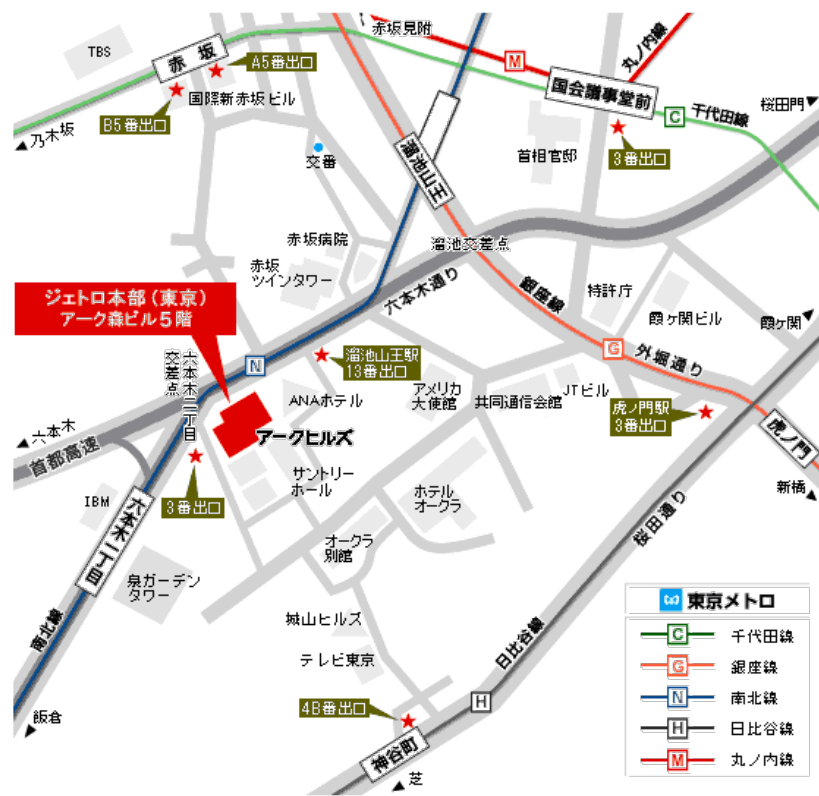 赤坂見附
丸ノ内線
TBS
赤坂
A5番出口
M
国会議事堂前
桜田門
B5番出口
国際新赤坂ビル
C
千代田線
乃木坂
交番
溜池山王
首相官邸
3番出口
赤坂病院
溜池交差点
赤坂
ツインタワー
六本木通り
銀座線
特許庁
ジェトロ本部（東京）
アーク森ビル5階
霞ヶ関ビル
霞ヶ関
六本木二丁目
交差点
N
溜池山王駅
13番出口
G
外堀通り
ANAホテル
アメリカ
大使館
共同通信会館
JTビル
虎ノ門駅
3番出口
六本木
首都高速
アークヒルズ
虎ノ門
サントリー
ホール
ホテル
オークラ
新橋
IBM
3番出口
六本木一丁目
桜田通り
オークラ
別館
泉ガーデン
タワー
南北線
城山ヒルズ
日比谷線
テレビ東京
4B番出口
H
飯倉
神谷町
芝
東京メトロ
C 千代田線
G 銀座線
N 南北線
H 日比谷線
M 丸ノ内線